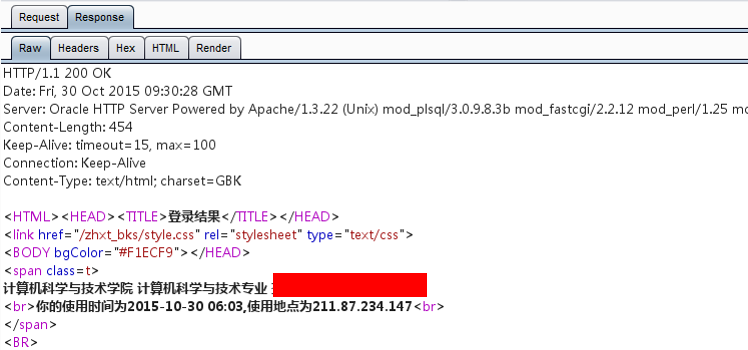 Request Response
Raw Headers Hex HTML Render
HTTP/1.1 200 OK
Date: Fri, 30 Oct 2015 09:30:28 GMT
Server: Oracle HTTP Server Powered by Apache/1.3.22 (Unix) mod_plsql/3.0.9.8.3b mod_fastcgi/2.2.12 mod_perl/1.25
Content-Length: 454
Keep-Alive: timeout=15, max=100
Connection: Keep-Alive
Content-Type: text/html; charset=GBK
<HTML><HEAD><TITLE>登录结果</TITLE></HEAD>
<link href="/zhxt_bks/style.css" rel="stylesheet" type="text/css">
<BODY bgColor="#F1ECF9"></HEAD>
<span class=t>
计算机科学与技术学院 计算机科学与技术专业
<br>你的使用时间为2015-10-30 06:03,使用地点为211.87.234.147<br>
</span>
<BR>